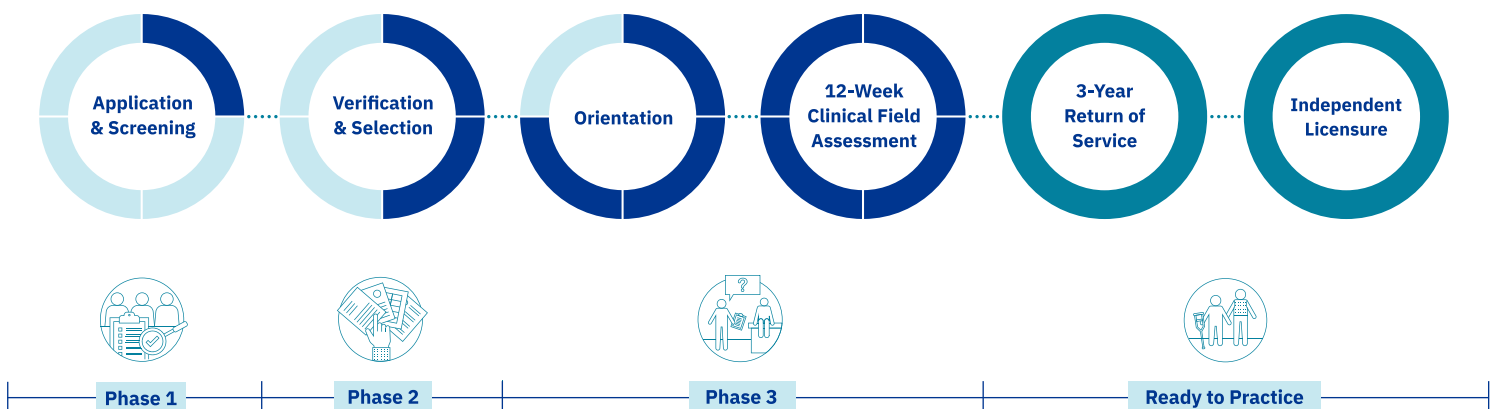 Application
& Screening
Verification
& Selection
Orientation
12-Week
Clinical Field
Assessment
3-Year
Return of
Service
Independent
Licensure
?
Phase 1
Phase 2
Phase 3
Ready to Practice